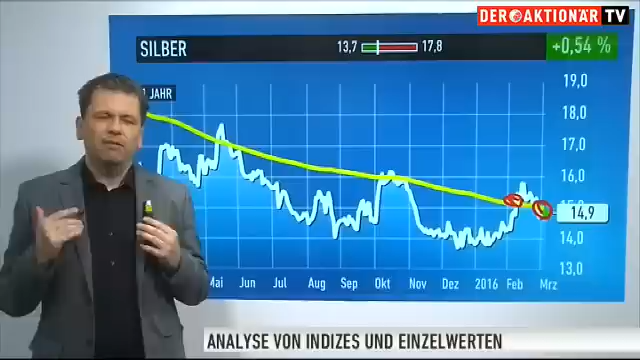 DER AKTIONÄR TV
SILBER
13,7
17,8
+0,54 %
1 JAHR
19,0
18,0
17,0
16,0
14,9
14,0
13,0
Mai Jun Jul Aug Sep Okt Nov Dez 2016 Feb Mrz
ANALYSE VON INDIZES UND EINZELWERTEN